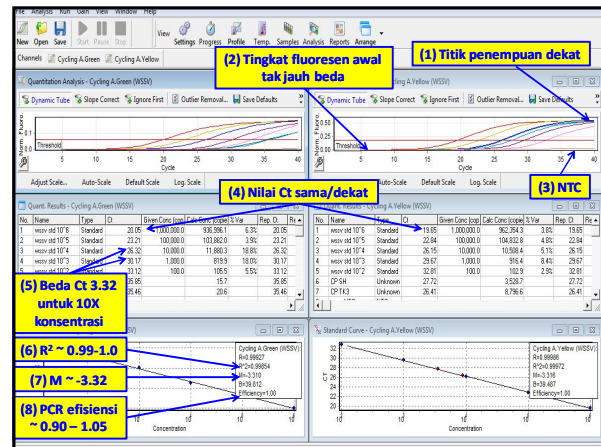 File Analysis Run Gain View Window Help
New Open Save Start Pause Stop View Settings Progress Profile Temp. Samples Analysis Reports Arrange
Channels Cycling A.Green Cycling A.Yellow
(2) Tingkat fluoresen awal
tak jauh beda
(1) Titik penempuan dekat
Quantitation Analysis - Cycling A.Green (WSSV)
Cycling A.Yellow (WSSV)
Dynamic Tube Slope Correct Ignore First Outlier Removal... Save Defaults
Dynamic Tube Slope Correct Ignore First Outlier Removal... Save Defaults
Norm. Fluoro.
0.1
0.0
Threshold
5 10 15 20 25 30 35 40
Cycle
Norm. Fluoro.
0.50
0.25
0.00
Threshold
5 10 15 20 25 30 35 40
Cycle
(3) NTC
Adjust Scale... Auto-Scale Default Scale Log. Scale
Auto-Scale Default Scale Log. Scale
(4) Nilai Ct sama/dekat
Quant. Results - Cycling A.Green (WSSV)
Quant. Results - Cycling A.Yellow (WSSV)
No. Name Type Ct Given Conc (cop Calc Conc (copie % Var Rep. Ct Re
1 wssv std 10^6 Standard 20.05 1,000,000.0 936,996.1 6.3% 20.05
2 wssv std 10^5 Standard 23.21 100,000.0 103,882.0 3.9% 23.21
3 wssv std 10^4 Standard 26.32 10,000.0 11,880.3 18.8% 26.32
4 wssv std 10^3 Standard 30.17 1,000.0 819.9 18.0% 30.17
5 wssv std 10^2 Standard 33.12 100.0 105.5 5.5% 33.12
35.85 15.7 35.85
35.46 20.6 35.46
No. Name Type Ct Given Conc (cop Calc Conc (copie % Var Rep. Ct
1 wssv std 10^6 Standard 19.65 1,000,000.0 962,354.3 3.8% 19.65
2 wssv std 10^5 Standard 22.84 100,000.0 104,832.8 4.8% 22.84
3 wssv std 10^4 Standard 26.15 10,000.0 10,508.4 5.1% 26.15
4 wssv std 10^3 Standard 29.67 1,000.0 916.4 8.4% 29.67
5 wssv std 10^2 Standard 32.81 100.0 102.9 2.9% 32.81
6 CP SH Unknown 27.72 3,528.7 27.72
7 CP TK3 Unknown 26.41 8,796.6 26.41
(5) Beda Ct 3.32
untuk 10X
konsentrasi
(6) R² ~ 0.99-1.0
(7) M ~ -3.32
(8) PCR efisiensi
~ 0.90 – 1.05
Cycling A.Green (WSSV):
R=0.99927
R^2=0.99854
M=-3.310
B=39.812
Efficiency=1.00
Concentration
Standard Curve - Cycling A.Yellow (WSSV)
CT
32
30
28
26
24
22
20
Cycling A.Yellow (WSSV):
R=0.99986
R^2=0.99972
M=-3.316
B=39.487
Efficiency=1.00
Concentration